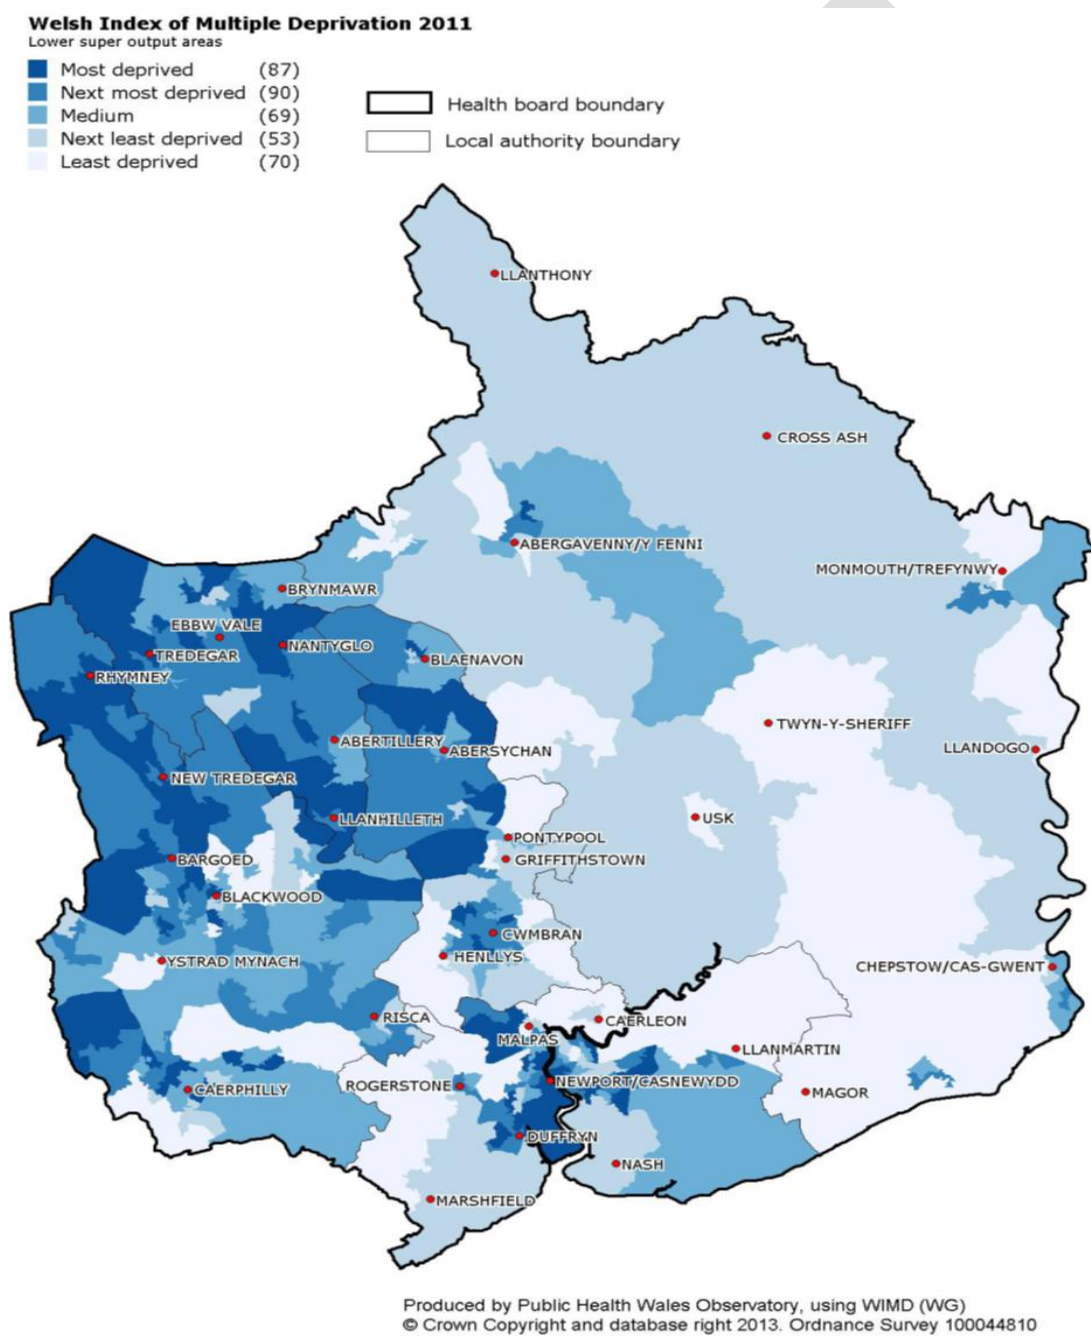 Welsh Index of Multiple Deprivation 2011
Lower super output areas
Most deprived (87)
Next most deprived (90)
Medium (69)
Next least deprived (53)
Least deprived (70)
Health board boundary
Local authority boundary
LLANTHONY
CROSS ASH
ABERGAVENNY/Y FENNI
MONMOUTH/TREFYNWY
BRYNMAWR
EBBW VALE
NANTYGLO
TREDEGAR
BLAENAVON
RHYMNEY
TWYN-Y-SHERIFF
ABERTILLERY
ABERSYCHAN
LLANDOGO
NEW TREDEGAR
LLANHILLETH
USK
PONTYPOOL
BARGOED
GRIFFITHSTOWN
BLACKWOOD
CWMBRAN
HENLLYS
YSTRAD MYNACH
CHEPSTOW/CAS-GWENT
RISCA
CAERLEON
MALPAS
LLANMARTIN
NEWPORT/CASNEWYDD
ROGERSTONE
CAERPHILLY
MAGOR
DUFFRYN
NASH
MARSHFIELD
Produced by Public Health Wales Observatory, using WIMD (WG)
© Crown Copyright and database right 2013. Ordnance Survey 100044810